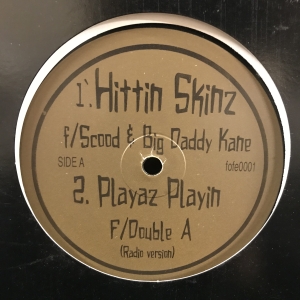 1. Hittin Skinz
f/Scood & Big Daddy Kane
SIDE A
fofe0001
2. Playaz Playin
F/Double A
(Radio version)